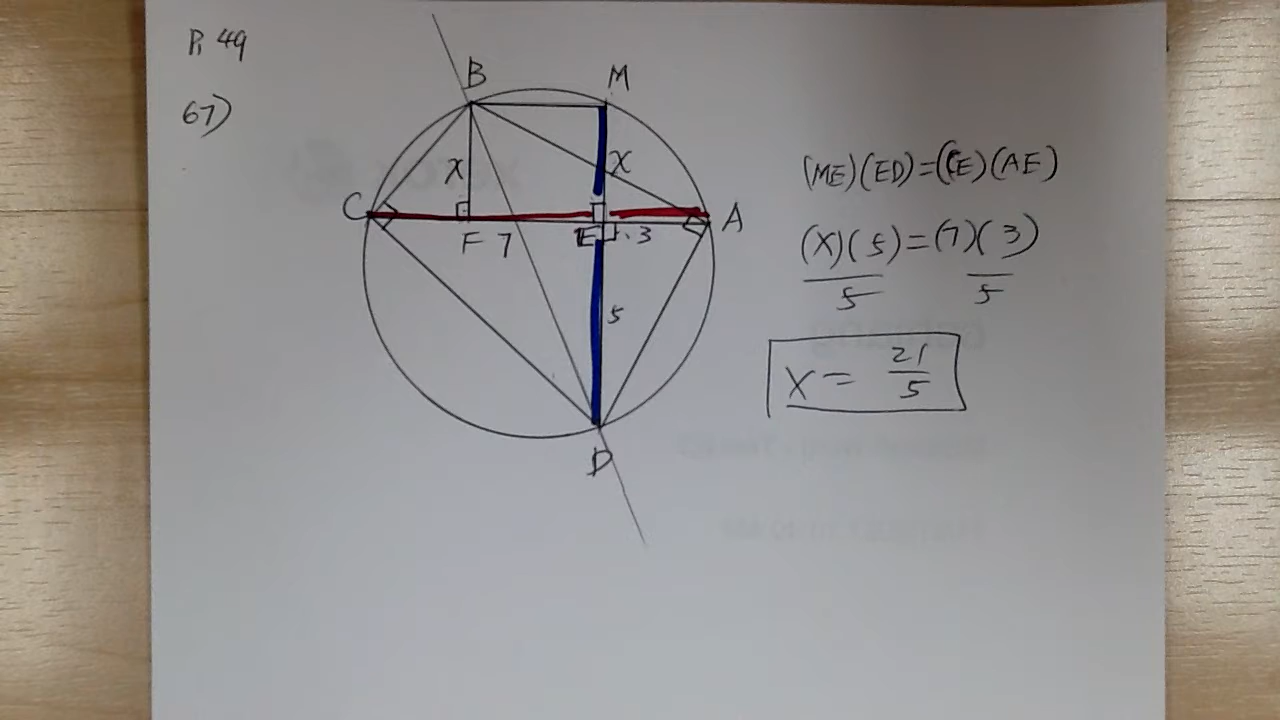 P. 49
67)
B
M
X
X
C
F
7
E
3
A
5
D
(ME)(ED)=(CE)(AE)
(X)(5)=(7)(3)
5 5
X = 21/5